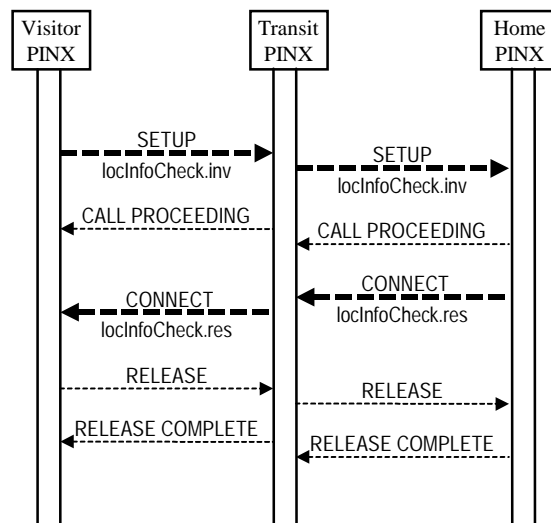 Visitor
PINX
Transit
PINX
Home
PINX
SETUP
locInfoCheck.inv
SETUP
locInfoCheck.inv
CALL PROCEEDING
CALL PROCEEDING
CONNECT
locInfoCheck.res
CONNECT
locInfoCheck.res
RELEASE
RELEASE
RELEASE COMPLETE
RELEASE COMPLETE